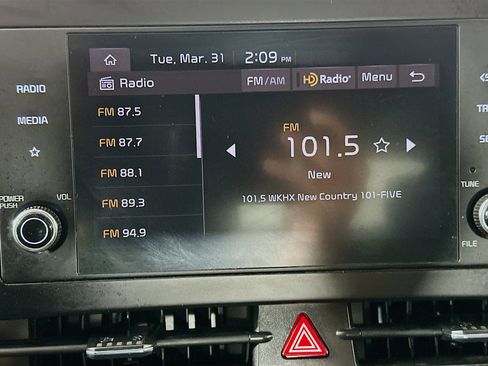 Tue, Mar. 31 2:09 PM
RADIO
Radio FM/AM HD Radio Menu
MEDIA
FM 87.5
FM 87.7
FM 88.1
FM 89.3
FM 94.9
FM
101.5
New
101.5 WKHX New Country 101-FIVE
POWER
PUSH
VOL
TUNE
FILE